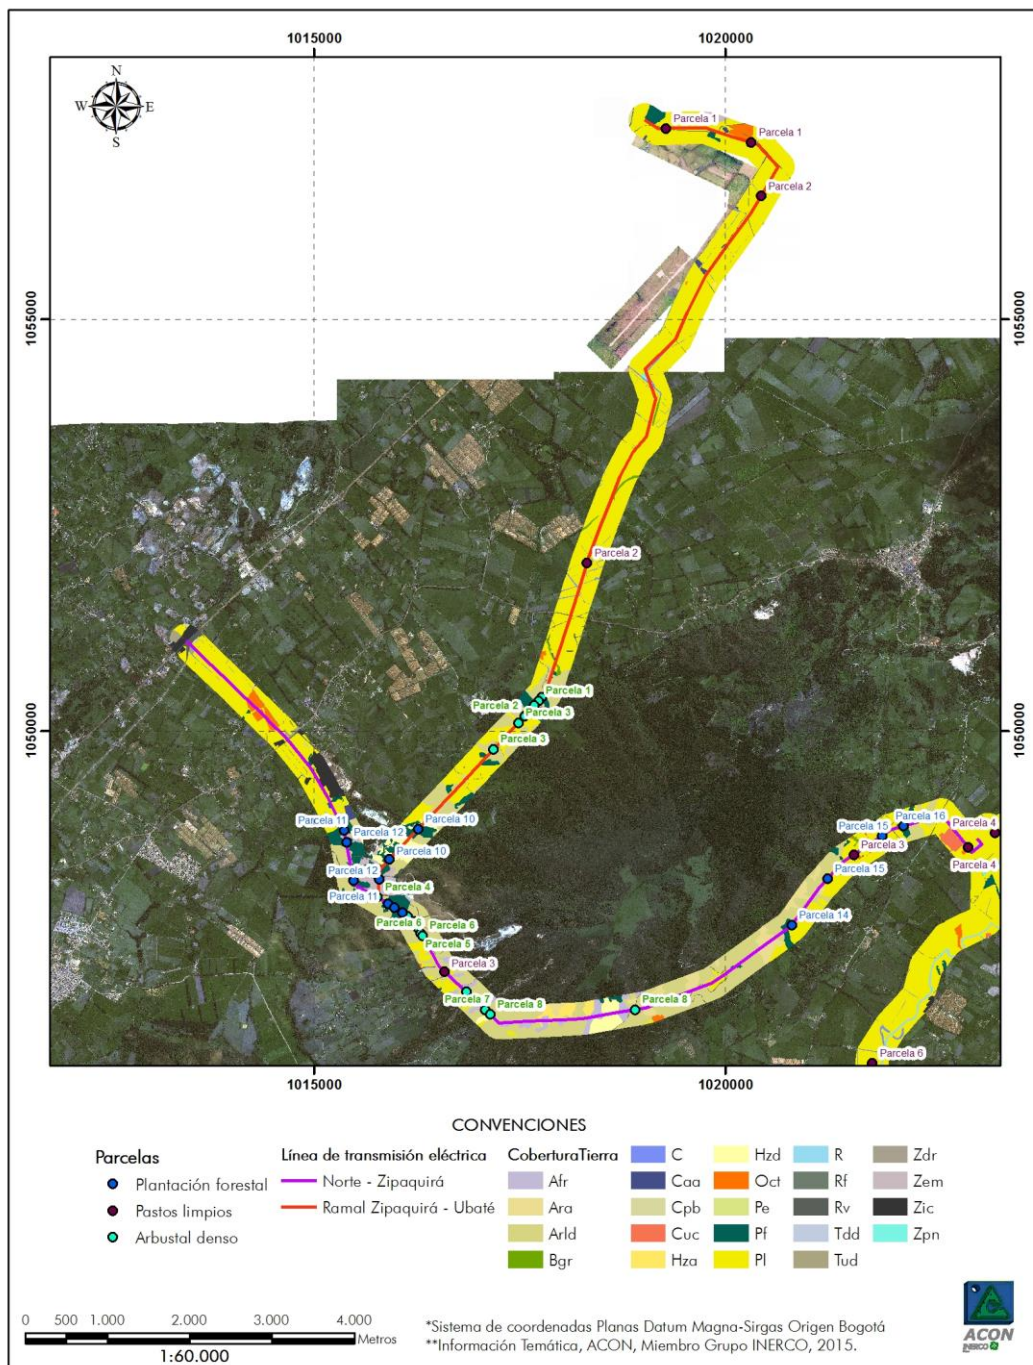 1015000
1020000
N
W E
S
Parcela 1
Parcela 1
Parcela 2
1055000
1055000
Parcela 2
Parcela 1
Parcela 2
Parcela 3
Parcela 3
1050000
1050000
Parcela 11
Parcela 12
Parcela 10
Parcela 10
Parcela 12
Parcela 11
Parcela 4
Parcela 6
Parcela 6
Parcela 5
Parcela 3
Parcela 7
Parcela 8
Parcela 8
Parcela 14
Parcela 15
Parcela 3
Parcela 15
Parcela 16
Parcela 4
Parcela 4
Parcela 6
1015000
1020000
CONVENCIONES
Parcelas
Plantación forestal
Pastos limpios
Arbustal denso
Línea de transmisión eléctrica
Norte - Zipaquirá
Ramal Zipaquirá - Ubaté
CoberturaTierra
Afr
Ara
Arld
Bgr
C
Caa
Cpb
Cuc
Hza
Hzd
Oct
Pe
Pf
Pl
R
Rf
Rv
Tdd
Tud
Zdr
Zem
Zic
Zpn
0 500 1.000 2.000 3.000 4.000
Metros
1:60.000
*Sistema de coordenadas Planas Datum Magna-Sirgas Origen Bogotá
**Información Temática, ACON, Miembro Grupo INERCO, 2015.
ACON
INERCO